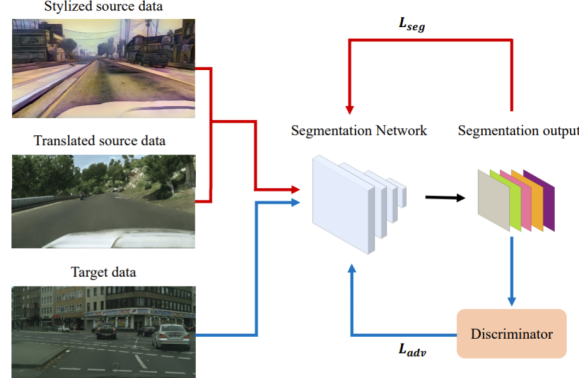 Stylized source data
L_seg
Segmentation Network
Segmentation output
Translated source data
Target data
Discriminator
L_adv